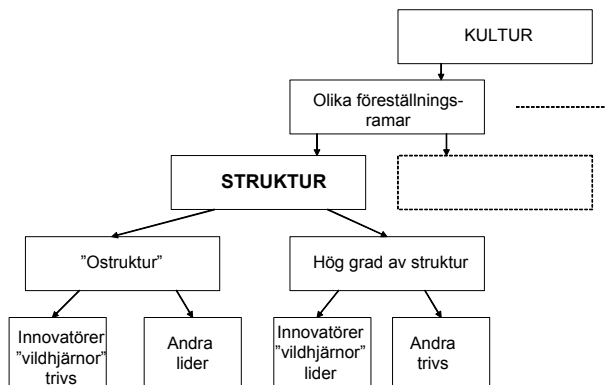 KULTUR
Olika föreställnings-
ramar
STRUKTUR
”Ostruktur”
Hög grad av struktur
Innovatörer
”vildhjärnor”
trivs
Andra
lider
Innovatörer
”vildhjärnor”
lider
Andra
trivs